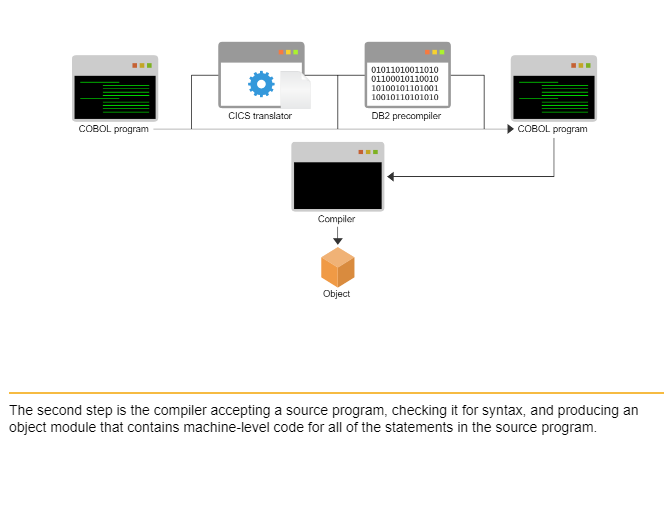 01011010011010
01100010110010
10100101101001
10010110101010
COBOL program
CICS translator
DB2 precompiler
COBOL program
Compiler
Object
The second step is the compiler accepting a source program, checking it for syntax, and producing an
object module that contains machine-level code for all of the statements in the source program.